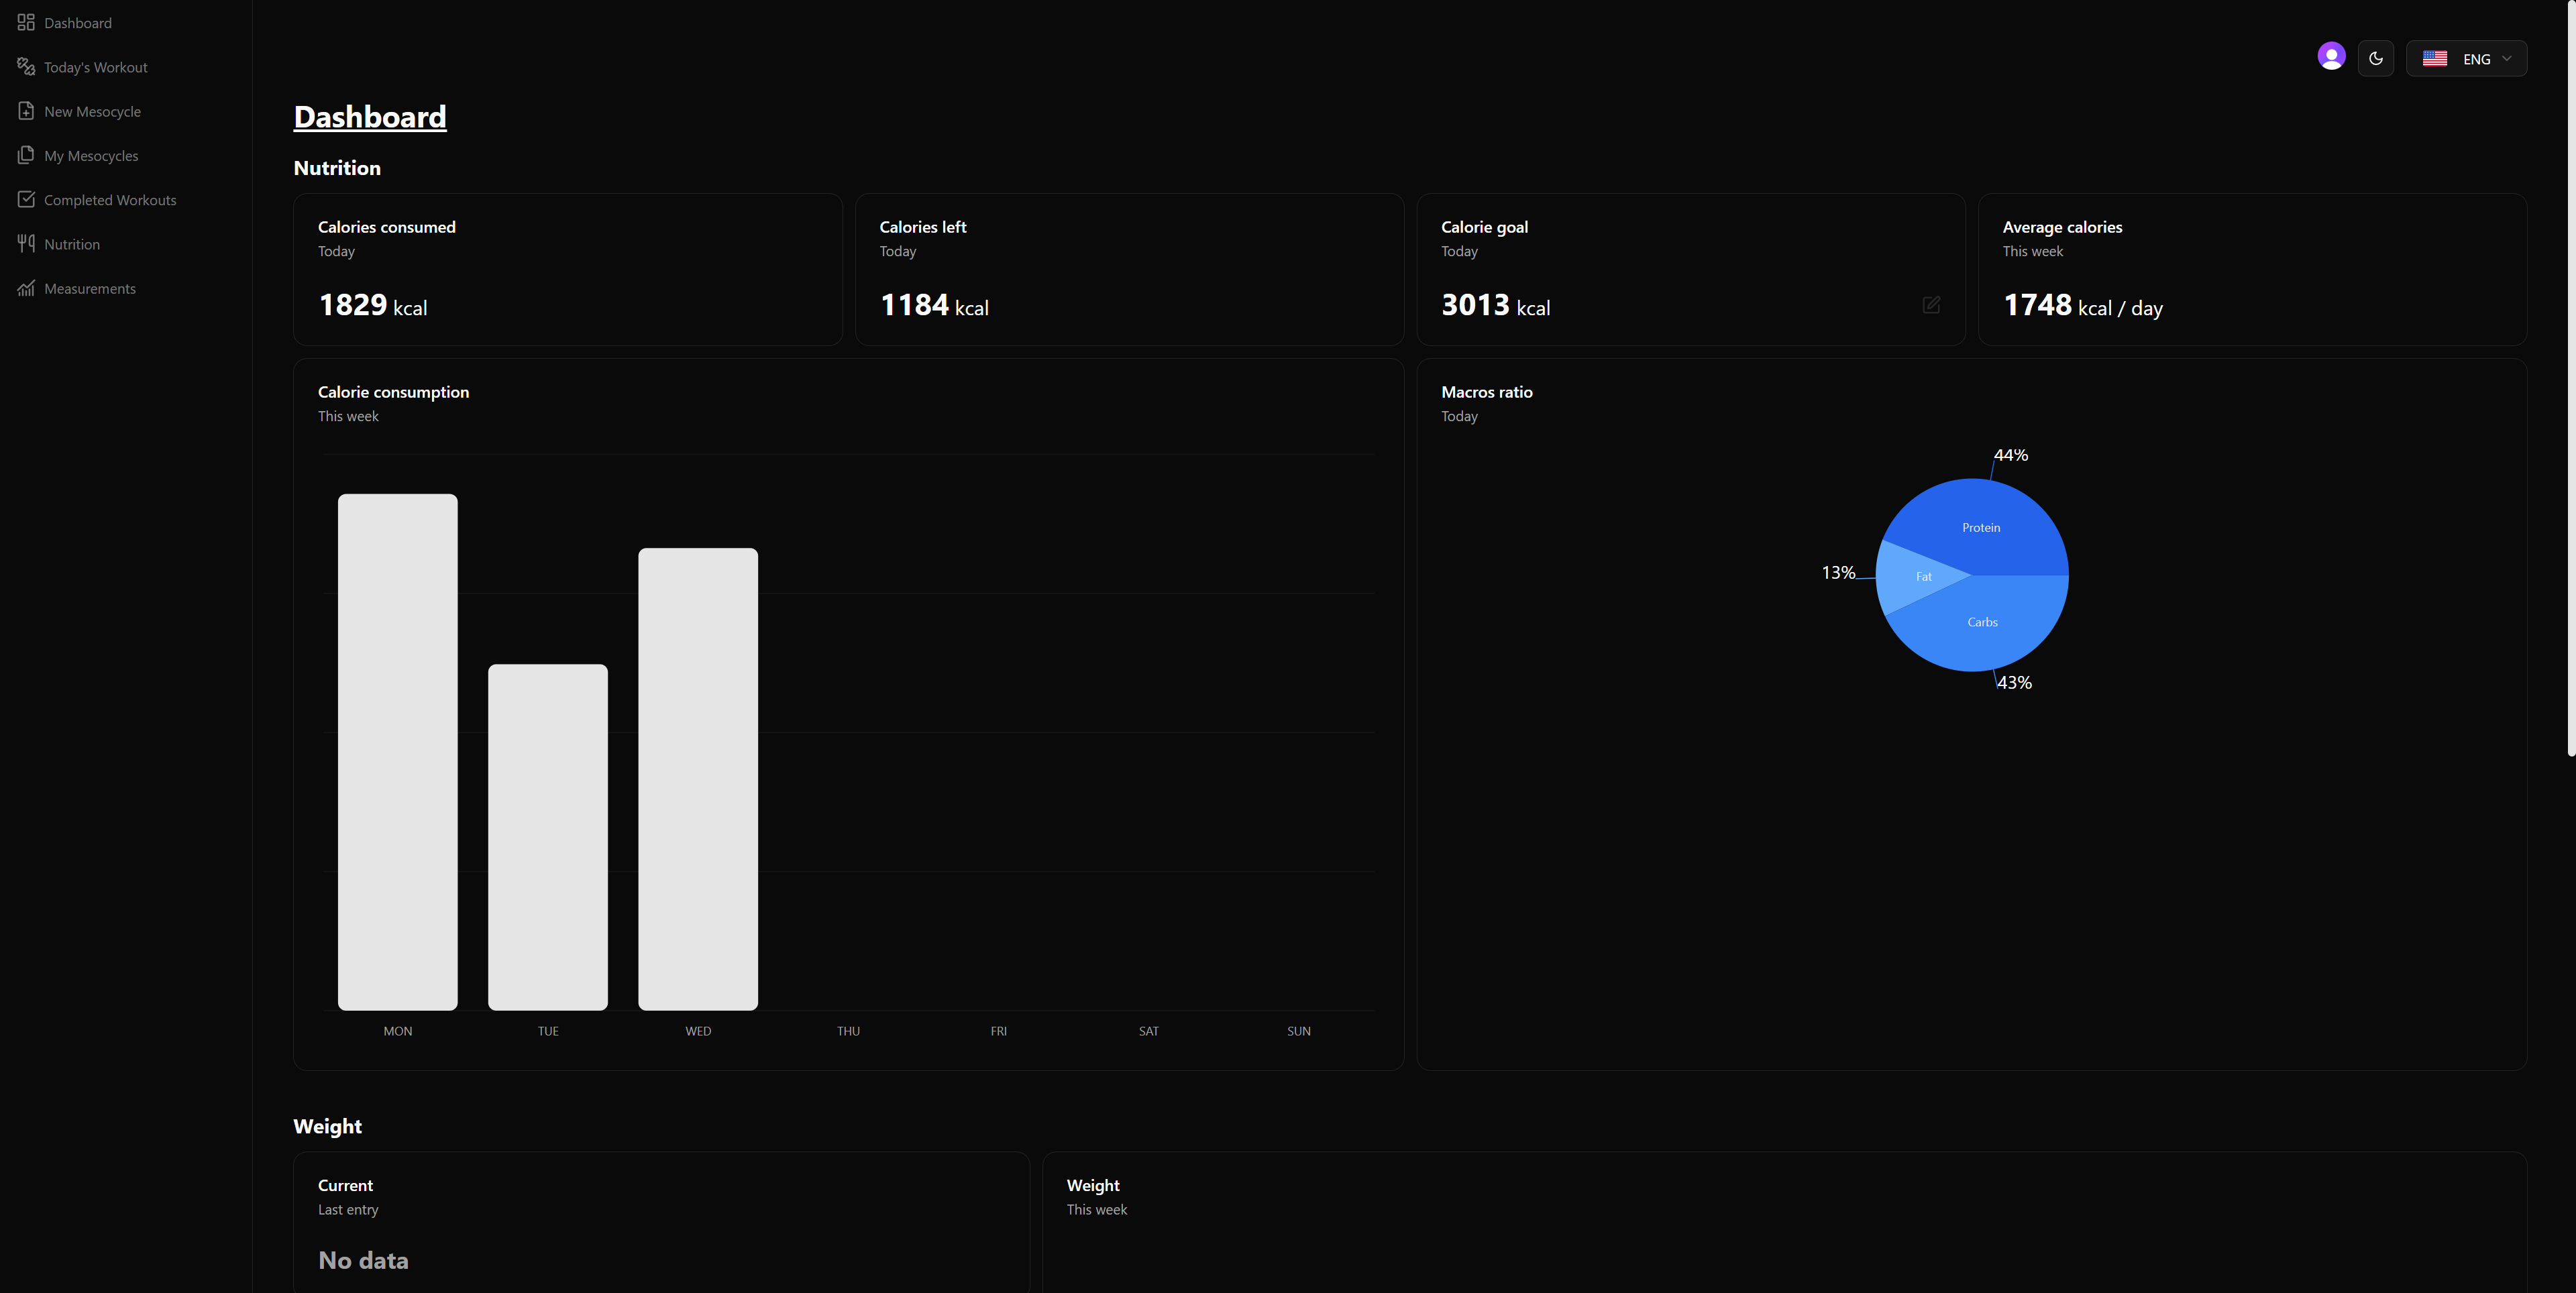 Dashboard
Today's Workout
New Mesocycle
My Mesocycles
Completed Workouts
Nutrition
Measurements
ENG
Dashboard
Nutrition
Calories consumed
Today
1829 kcal
Calories left
Today
1184 kcal
Calorie goal
Today
3013 kcal
Average calories
This week
1748 kcal / day
Calorie consumption
This week
MON TUE WED THU FRI SAT SUN
Macros ratio
Today
44%
Protein
13%
Fat
Carbs
43%
Weight
Current
Last entry
No data
Weight
This week